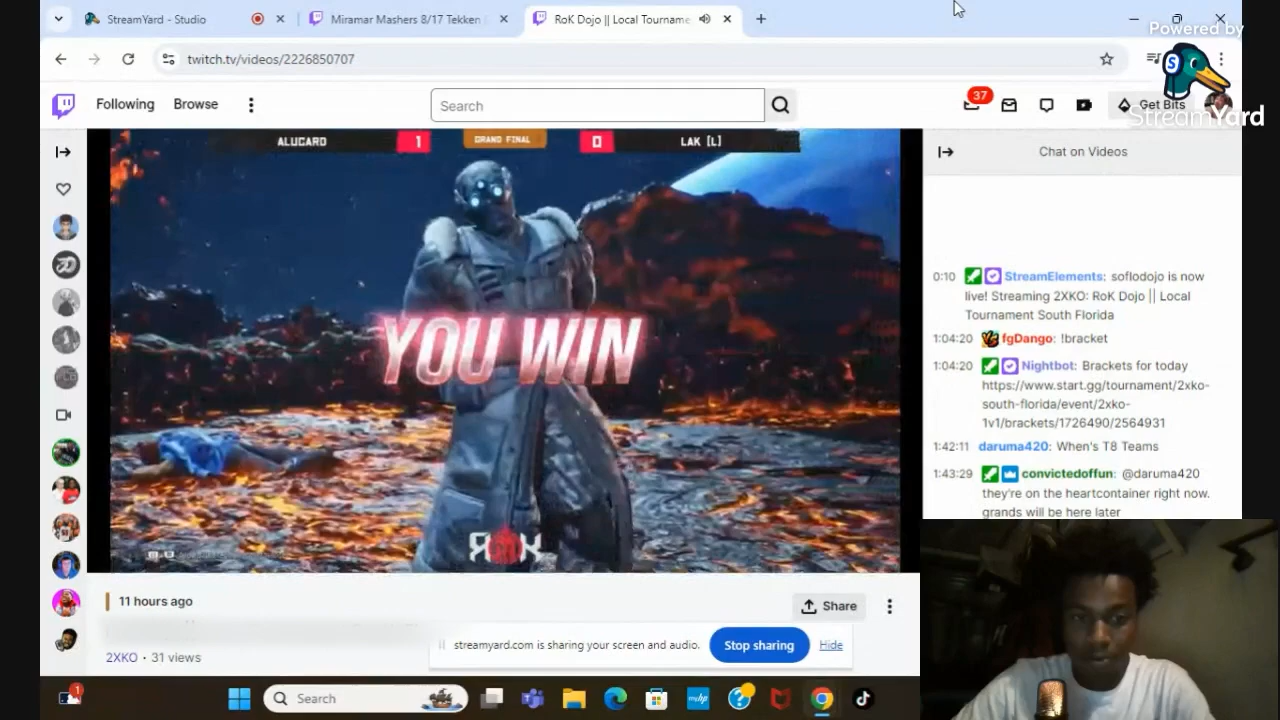 StreamYard - Studio
Miramar Mashers 8/17 Tekken
RoK Dojo || Local Tourname
Powered by
StreamYard
twitch.tv/videos/2226850707
Following
Browse
Search
37
Get Bits
ALUCARD
1
GRAND FINAL
0
LAK [L]
Chat on Videos
YOU WIN
0:10 StreamElements: soflodojo is now
live! Streaming 2XKO: RoK Dojo || Local
Tournament South Florida
1:04:20 fgDango: !bracket
1:04:20 Nightbot: Brackets for today
https://www.start.gg/tournament/2xko-
south-florida/event/2xko-
1v1/brackets/1726490/2564931
1:42:11 daruma420: When's T8 Teams
1:43:29 convictedoffun: @daruma420
they're on the heartcontainer right now.
grands will be here later
11 hours ago
Share
2XKO • 31 views
streamyard.com is sharing your screen and audio.
Stop sharing
Hide
1
Search